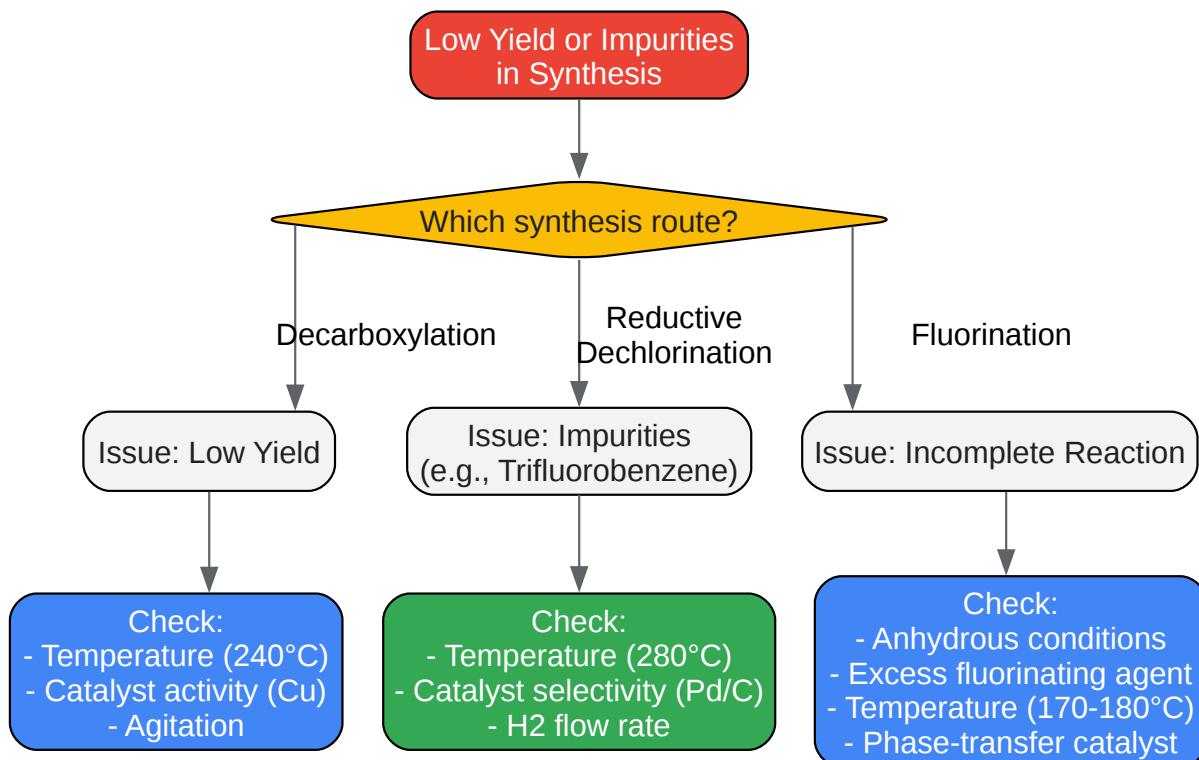 Low Yield or Impurities
in Synthesis
Which synthesis route?
Decarboxylation
Reductive
Dechlorination
Fluorination
Issue: Low Yield
Issue: Impurities
(e.g., Trifluorobenzene)
Issue: Incomplete Reaction
Check:
- Temperature (240°C)
- Catalyst activity (Cu)
- Agitation
Check:
- Temperature (280°C)
- Catalyst selectivity (Pd/C)
- H2 flow rate
Check:
- Anhydrous conditions
- Excess fluorinating agent
- Temperature (170-180°C)
- Phase-transfer catalyst